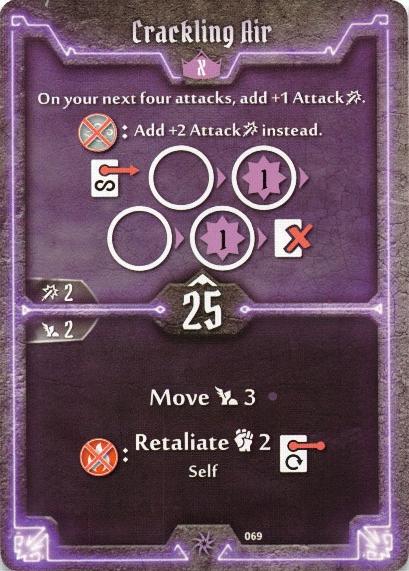 Crackling Air
X
On your next four attacks, add +1 Attack.
: Add +2 Attack instead.
1
1
2
25
2
Move 3
: Retaliate 2
Self
069